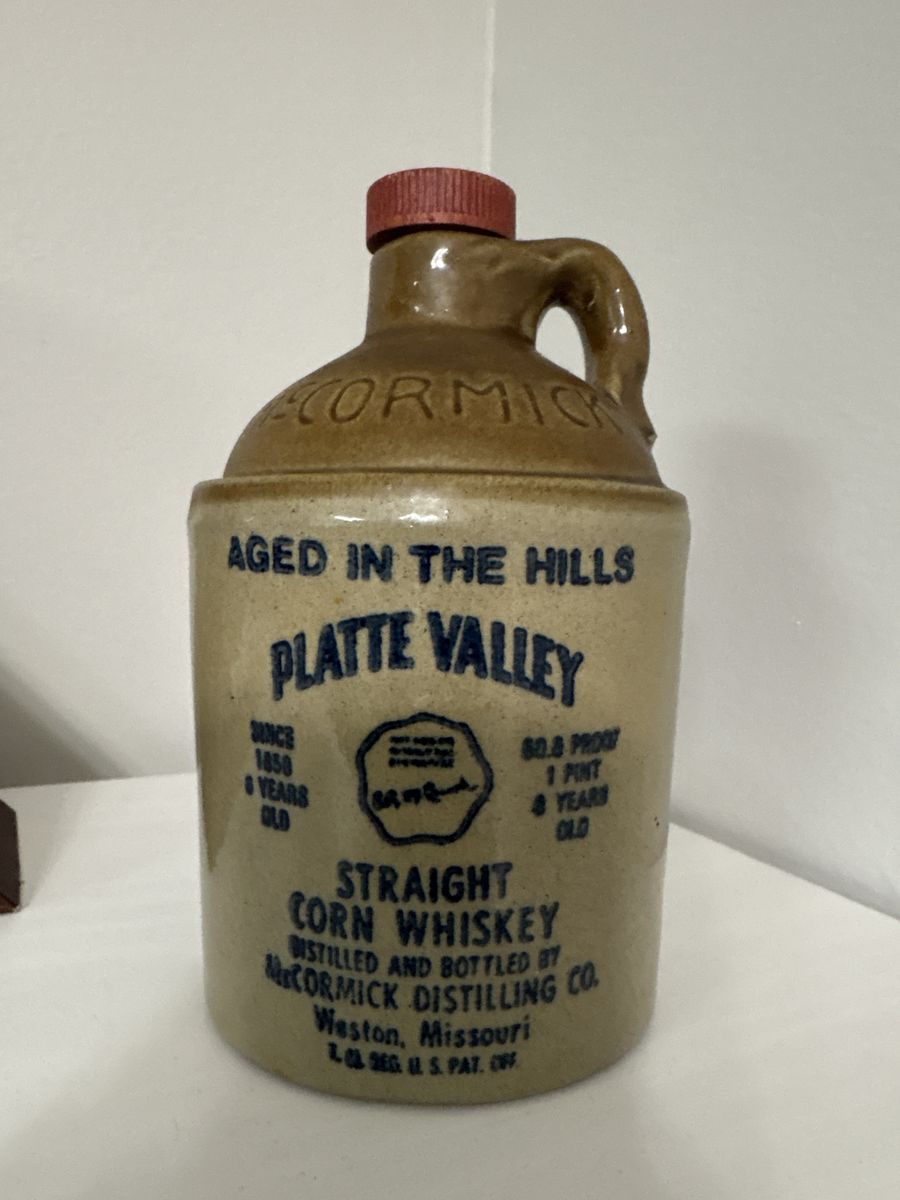 McCORMICK
AGED IN THE HILLS
PLATTE VALLEY
SINCE
1856
YEARS
OLD
PROOF
1 PINT
8 YEARS
OLD
STRAIGHT
CORN WHISKEY
DISTILLED AND BOTTLED BY
McCORMICK DISTILLING CO.
Weston, Missouri
REG. U. S. PAT. OFF.